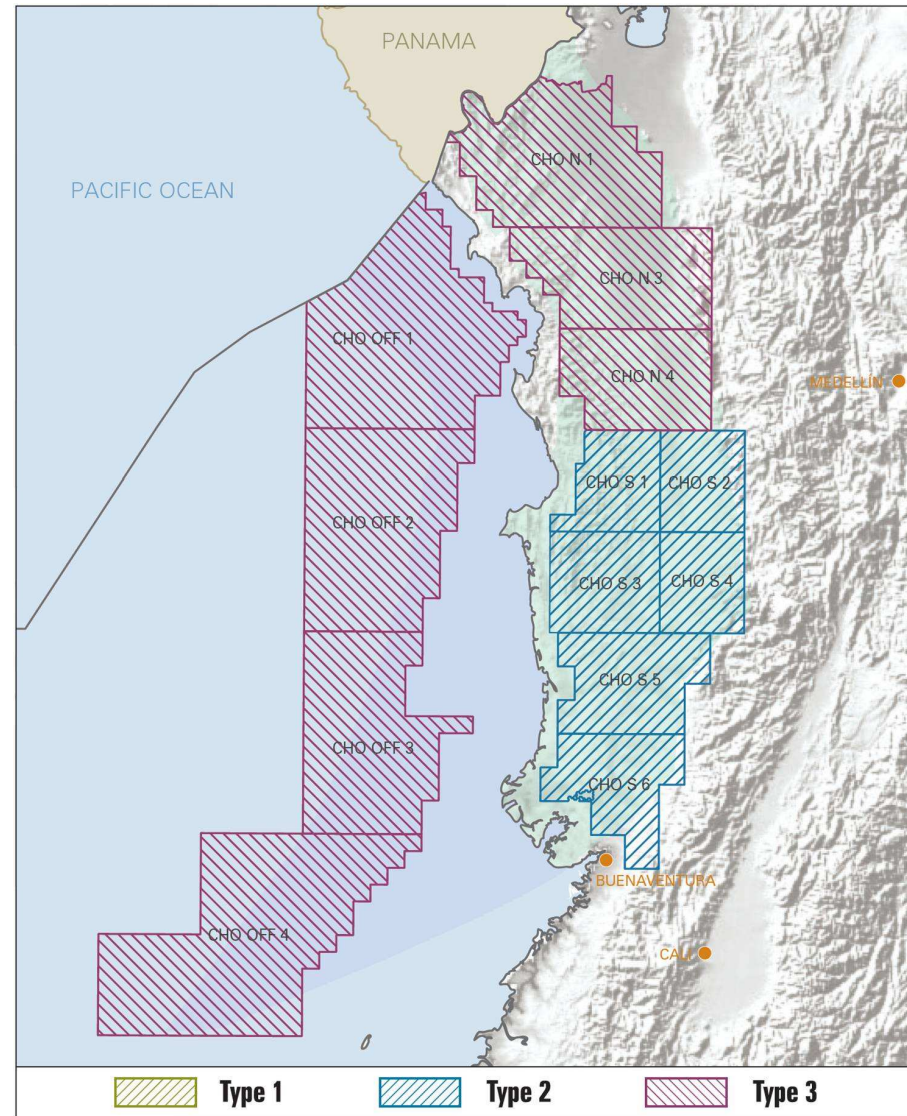 PANAMA
PACIFIC OCEAN
CHO N 1
CHO N 3
CHO OFF 1
CHO N 4
MEDELLÍN
CHO S 1
CHO S 2
CHO OFF 2
CHO S 3
CHO S 4
CHO S 5
CHO OFF 3
CHO S 6
BUENAVENTURA
CHO OFF 4
CALI
Type 1
Type 2
Type 3